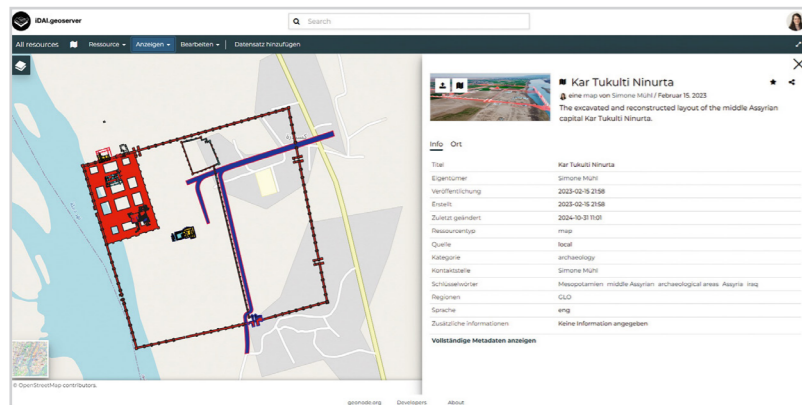 iDAI.geoserver
Search
All resources Ressource Anzeigen Bearbeiten Datensatz hinzufügen
Kar Tukulti Ninurta
eine map von Simone Mühl / Februar 15, 2023
The excavated and reconstructed layout of the middle Assyrian
capital Kar Tukulti Ninurta.
Info Ort
Titel Kar Tukulti Ninurta
Eigentümer Simone Mühl
Veröffentlichung 2023-02-15 21:58
Erstellt 2023-02-15 21:58
Zuletzt geändert 2024-10-31 11:01
Ressourcentyp map
Quelle local
Kategorie archaeology
Kontaktstelle Simone Mühl
Schlüsselwörter Mesopotamien middle Assyrian archaeological areas Assyria Iraq
Regionen GLO
Sprache eng
Zusätzliche Informationen Keine Information angegeben
Vollständige Metadaten anzeigen
© OpenStreetMap contributors.
geonode.org Developers About